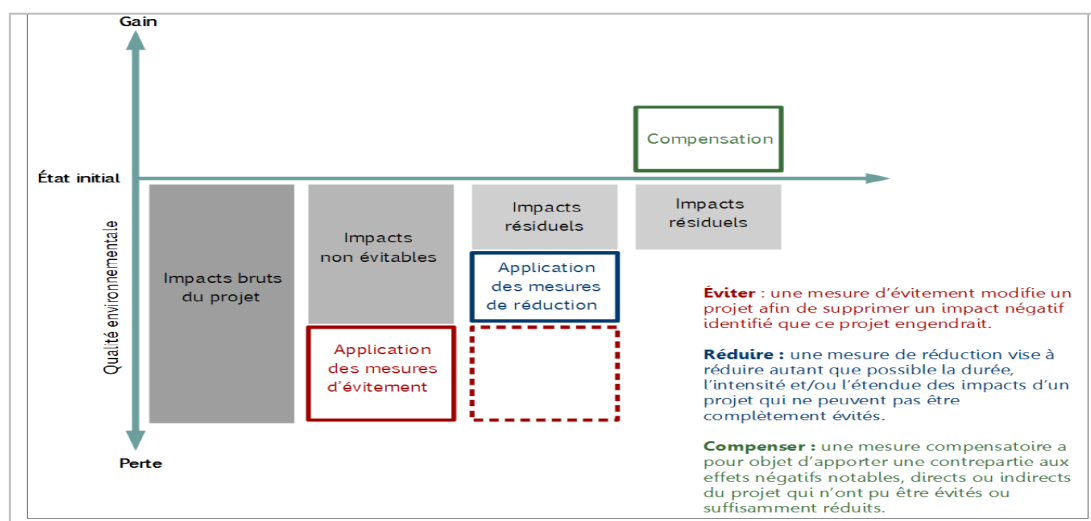 Gain
Compensation
État initial
Qualité environnementale
Impacts bruts
du projet
Impacts
non évitables
Application
des mesures
d'évitement
Impacts
résiduels
Application
des mesures
de réduction
Impacts
résiduels
Perte
Éviter : une mesure d'évitement modifie un
projet afin de supprimer un impact négatif
identifié que ce projet engendrait.
Réduire : une mesure de réduction vise à
réduire autant que possible la durée,
l'intensité et/ou l'étendue des impacts d'un
projet qui ne peuvent pas être
complètement évités.
Compenser : une mesure compensatoire a
pour objet d'apporter une contrepartie aux
effets négatifs notables, directs ou indirects
du projet qui n'ont pu être évités ou
suffisamment réduits.